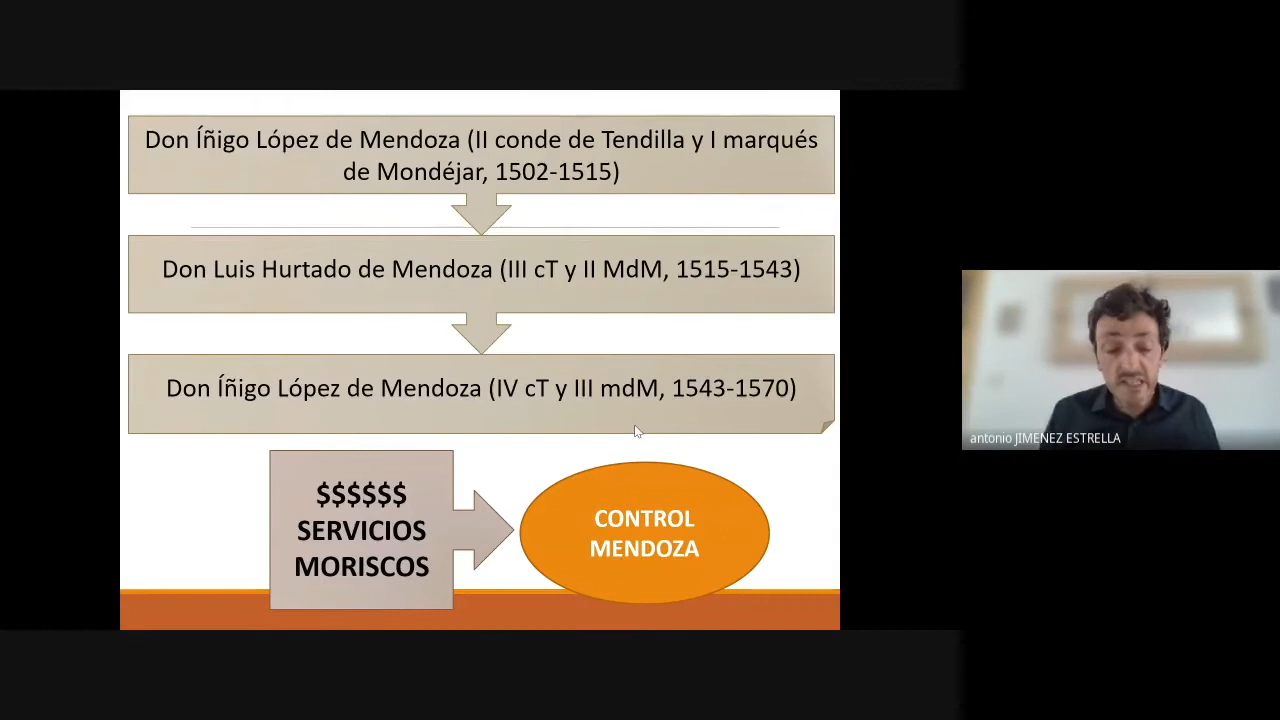 Don Íñigo López de Mendoza (II conde de Tendilla y I marqués
de Mondéjar, 1502-1515)
Don Luis Hurtado de Mendoza (III cT y II MdM, 1515-1543)
Don Íñigo López de Mendoza (IV cT y III mdM, 1543-1570)
$$$$$$
SERVICIOS
MORISCOS
CONTROL
MENDOZA
antonio JIMENEZ ESTRELLA